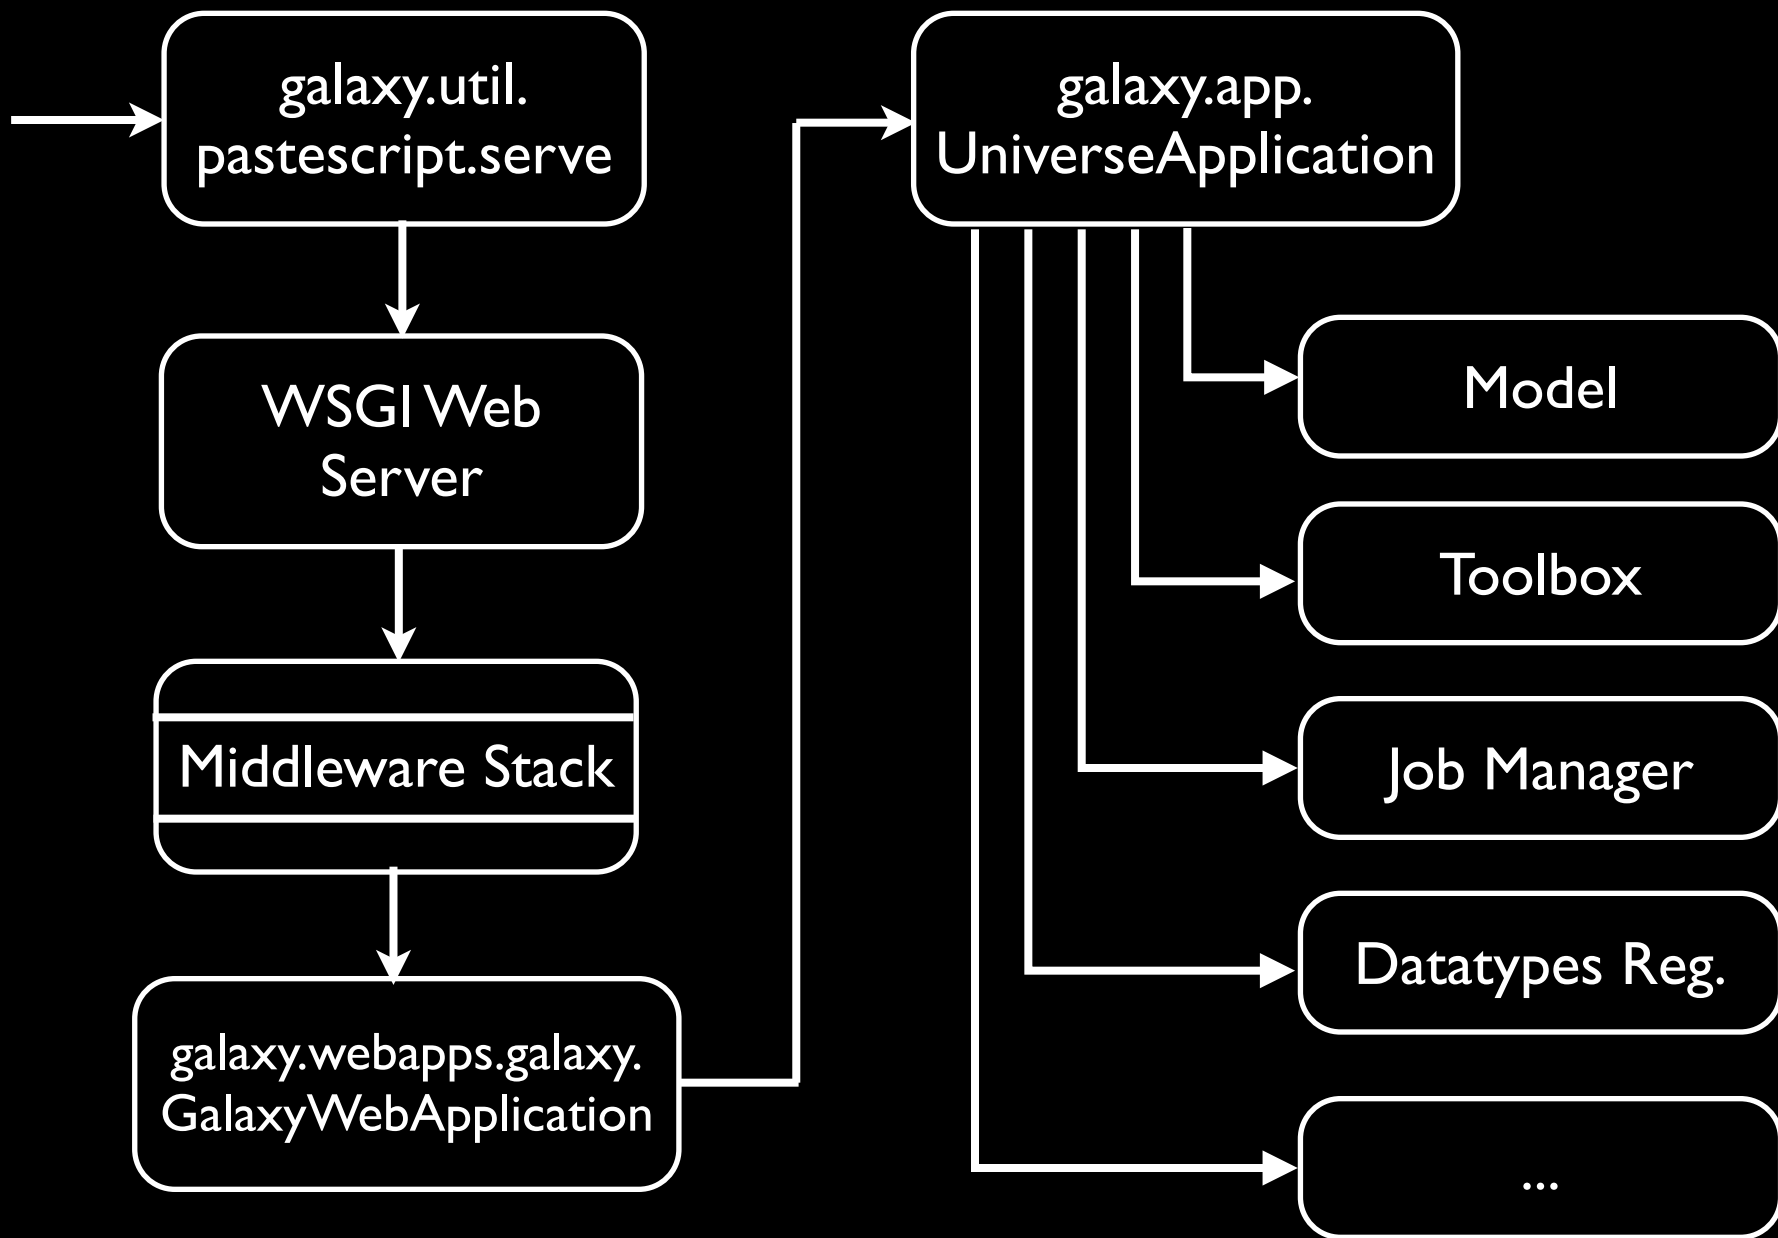 galaxy.util.
pastescript.serve
WSGI Web
Server
Middleware Stack
galaxy.webapps.galaxy.
GalaxyWebApplication
galaxy.app.
UniverseApplication
Model
Toolbox
Job Manager
Datatypes Reg.
...